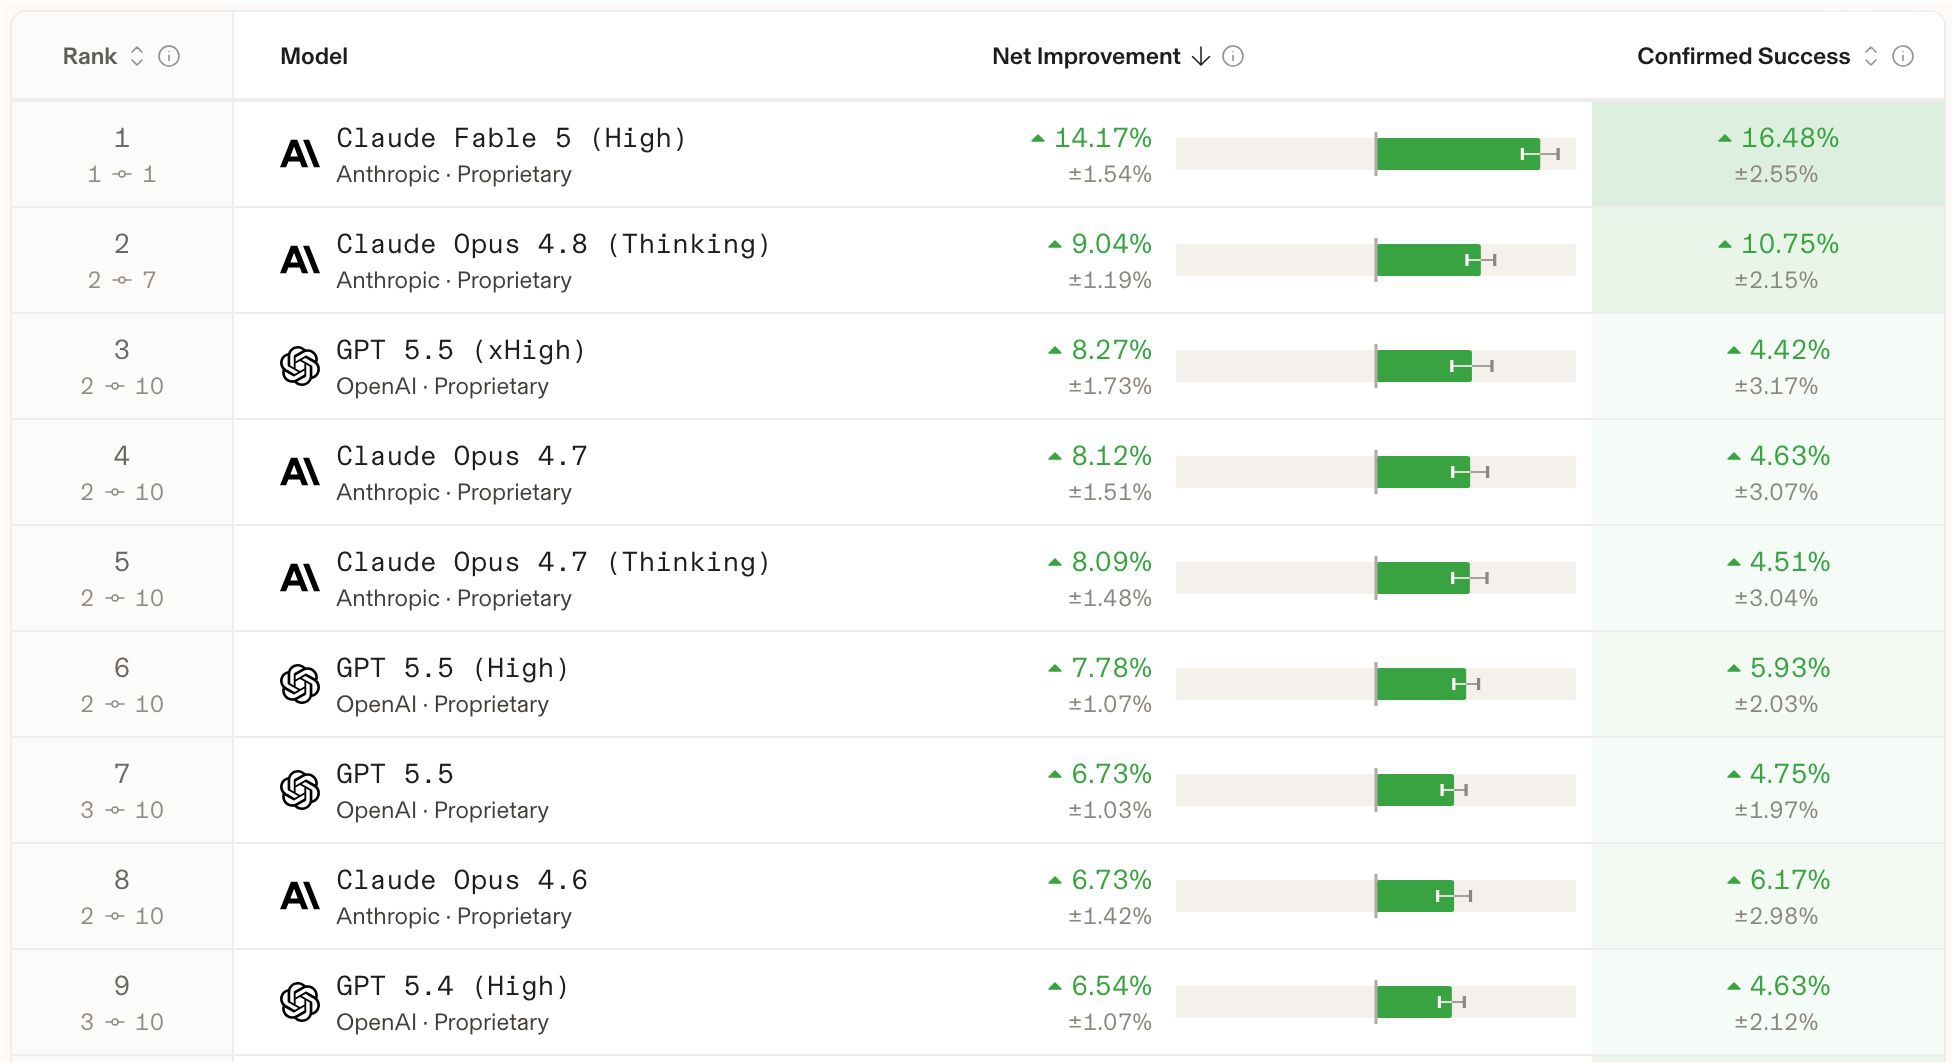 Rank Model Net Improvement Confirmed Success
1 Claude Fable 5 (High) 14.17% 16.48%
1 1 Anthropic · Proprietary ±1.54% ±2.55%
2 Claude Opus 4.8 (Thinking) 9.04% 10.75%
2 7 Anthropic · Proprietary ±1.19% ±2.15%
3 GPT 5.5 (xHigh) 8.27% 4.42%
2 10 OpenAI · Proprietary ±1.73% ±3.17%
4 Claude Opus 4.7 8.12% 4.63%
2 10 Anthropic · Proprietary ±1.51% ±3.07%
5 Claude Opus 4.7 (Thinking) 8.09% 4.51%
2 10 Anthropic · Proprietary ±1.48% ±3.04%
6 GPT 5.5 (High) 7.78% 5.93%
2 10 OpenAI · Proprietary ±1.07% ±2.03%
7 GPT 5.5 6.73% 4.75%
3 10 OpenAI · Proprietary ±1.03% ±1.97%
8 Claude Opus 4.6 6.73% 6.17%
2 10 Anthropic · Proprietary ±1.42% ±2.98%
9 GPT 5.4 (High) 6.54% 4.63%
3 10 OpenAI · Proprietary ±1.07% ±2.12%